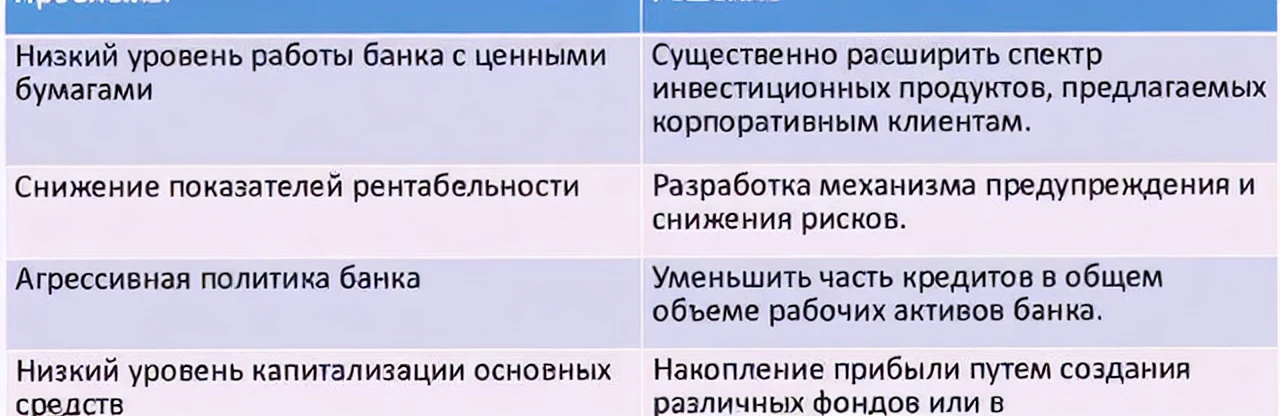 Низкий уровень работы банка с ценными
бумагами
Существенно расширить спектр
инвестиционных продуктов, предлагаемых
корпоративным клиентам.
Снижение показателей рентабельности
Разработка механизма предупреждения и
снижения рисков.
Агрессивная политика банка
Уменьшить часть кредитов в общем
объеме рабочих активов банка.
Низкий уровень капитализации основных
средств
Накопление прибыли путем создания
различных фондов или в